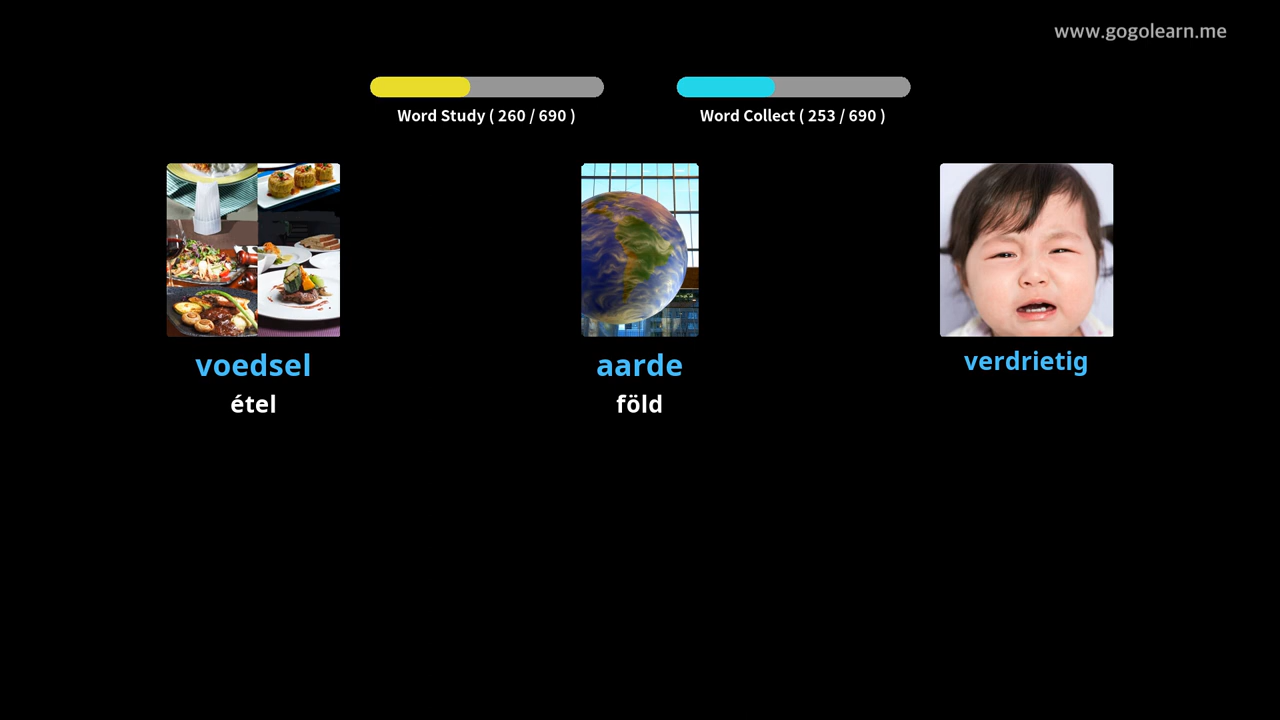 www.gogolearn.me
Word Study ( 260 / 690 )
Word Collect ( 253 / 690 )
voedsel
aarde
verdrietig
étel
föld